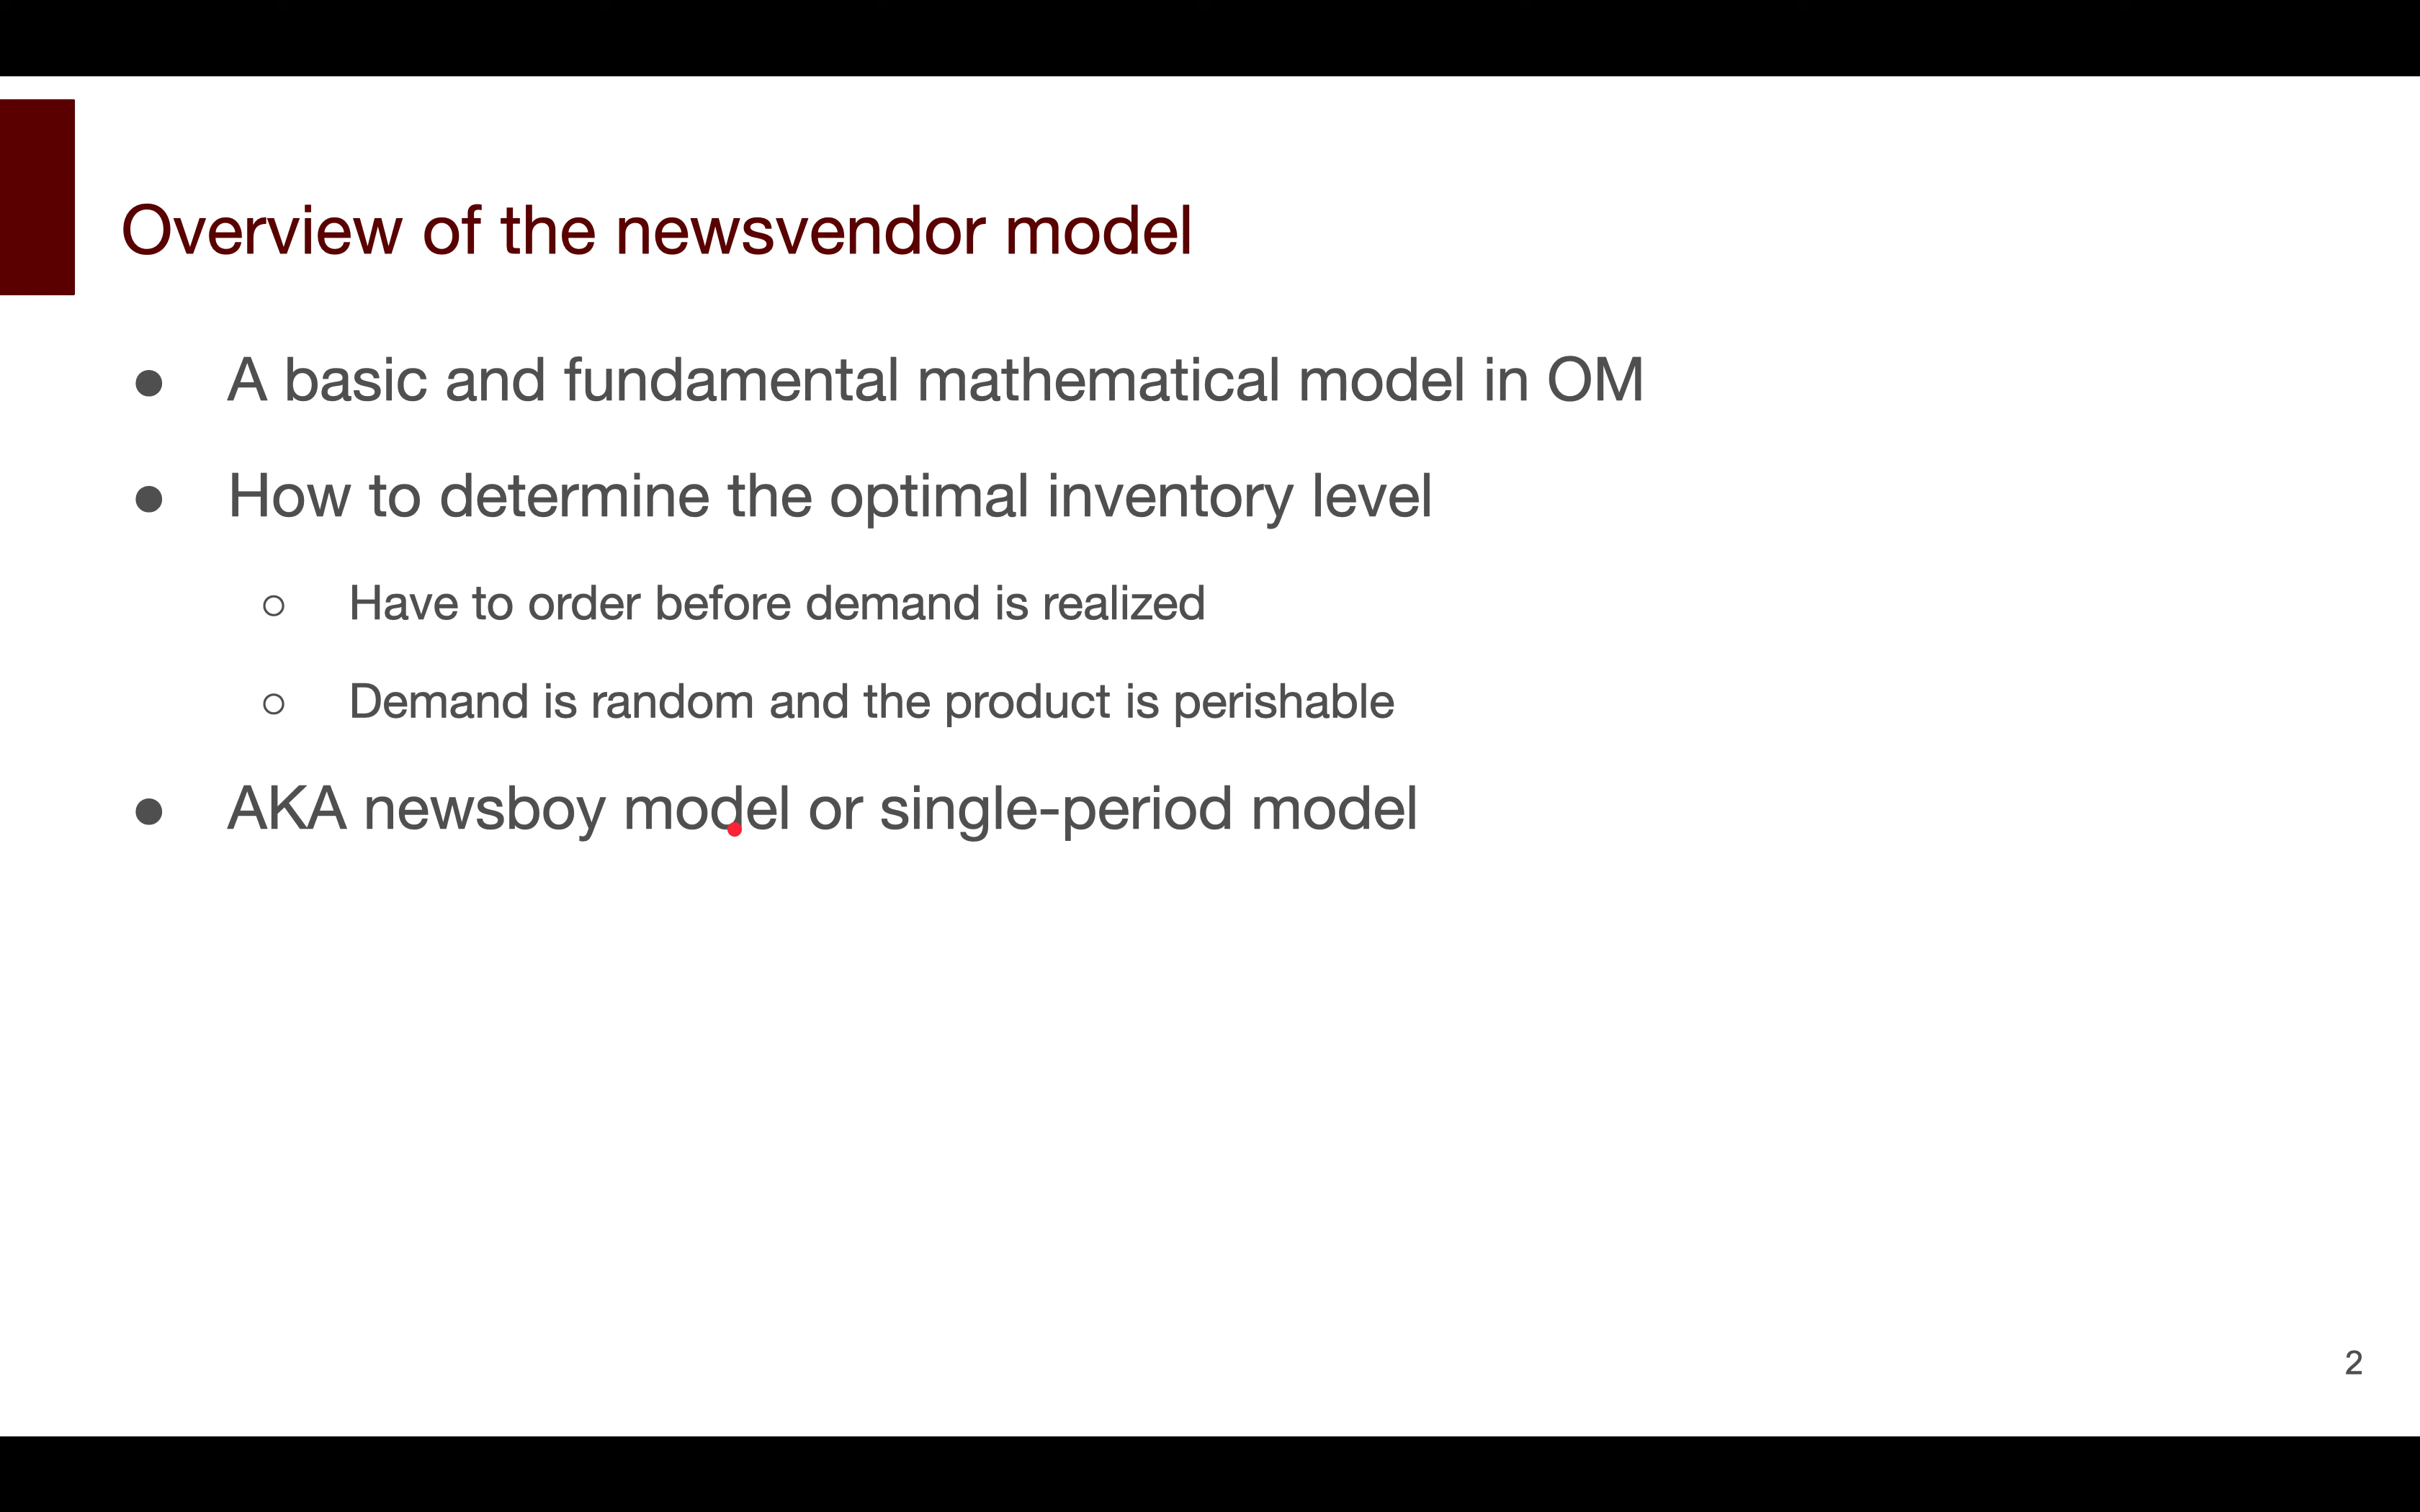 Overview of the newsvendor model
● A basic and fundamental mathematical model in OM
● How to determine the optimal inventory level
○ Have to order before demand is realized
○ Demand is random and the product is perishable
● AKA newsboy model or single-period model
2